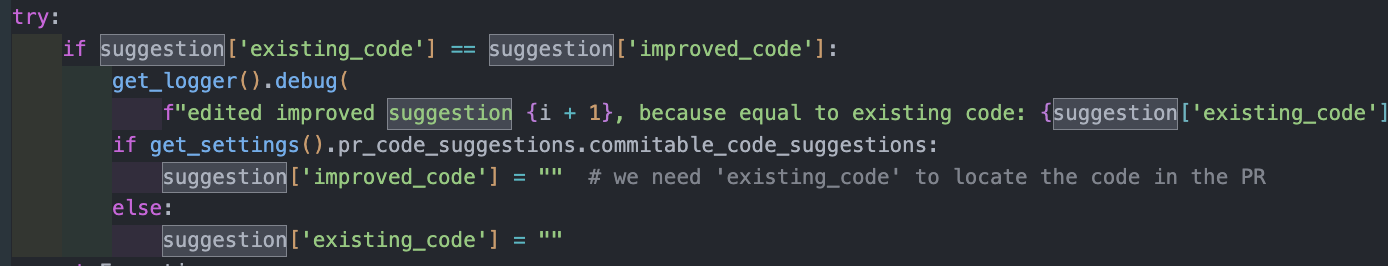 try:
if suggestion['existing_code'] == suggestion['improved_code']:
get_logger().debug(
f"edited improved suggestion {i + 1}, because equal to existing code: {suggestion['existing_code']
if get_settings().pr_code_suggestions.commitable_code_suggestions:
suggestion['improved_code'] = "" # we need 'existing_code' to locate the code in the PR
else:
suggestion['existing_code'] = ""